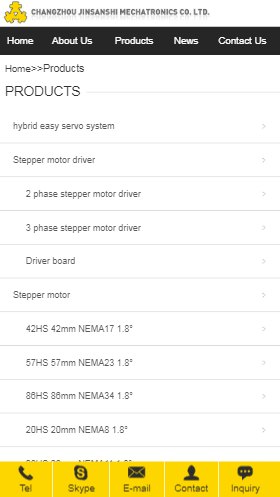 CHANGZHOU JINSANSHI MECHATRONICS CO. LTD.
Home About Us Products News Contact Us
Home>>Products
PRODUCTS
hybrid easy servo system
Stepper motor driver
2 phase stepper motor driver
3 phase stepper motor driver
Driver board
Stepper motor
42HS 42mm NEMA17 1.8°
57HS 57mm NEMA23 1.8°
86HS 86mm NEMA34 1.8°
20HS 20mm NEMA8 1.8°
Tel Skype E-mail Contact Inquiry